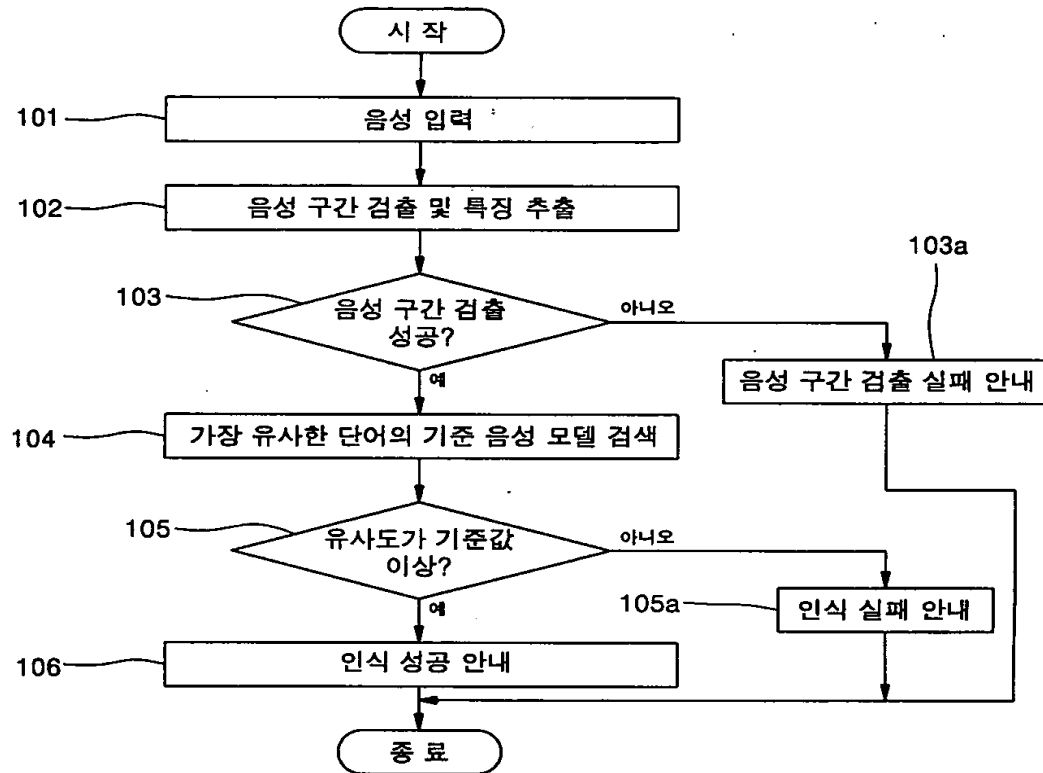 시 작
101
음성 입력
102
음성 구간 검출 및 특징 추출
103a
103
음성 구간 검출
성공?
아니오
예
음성 구간 검출 실패 안내
104
가장 유사한 단어의 기준 음성 모델 검색
105
유사도가 기준값
이상?
아니오
예
105a
인식 실패 안내
106
인식 성공 안내
종 료